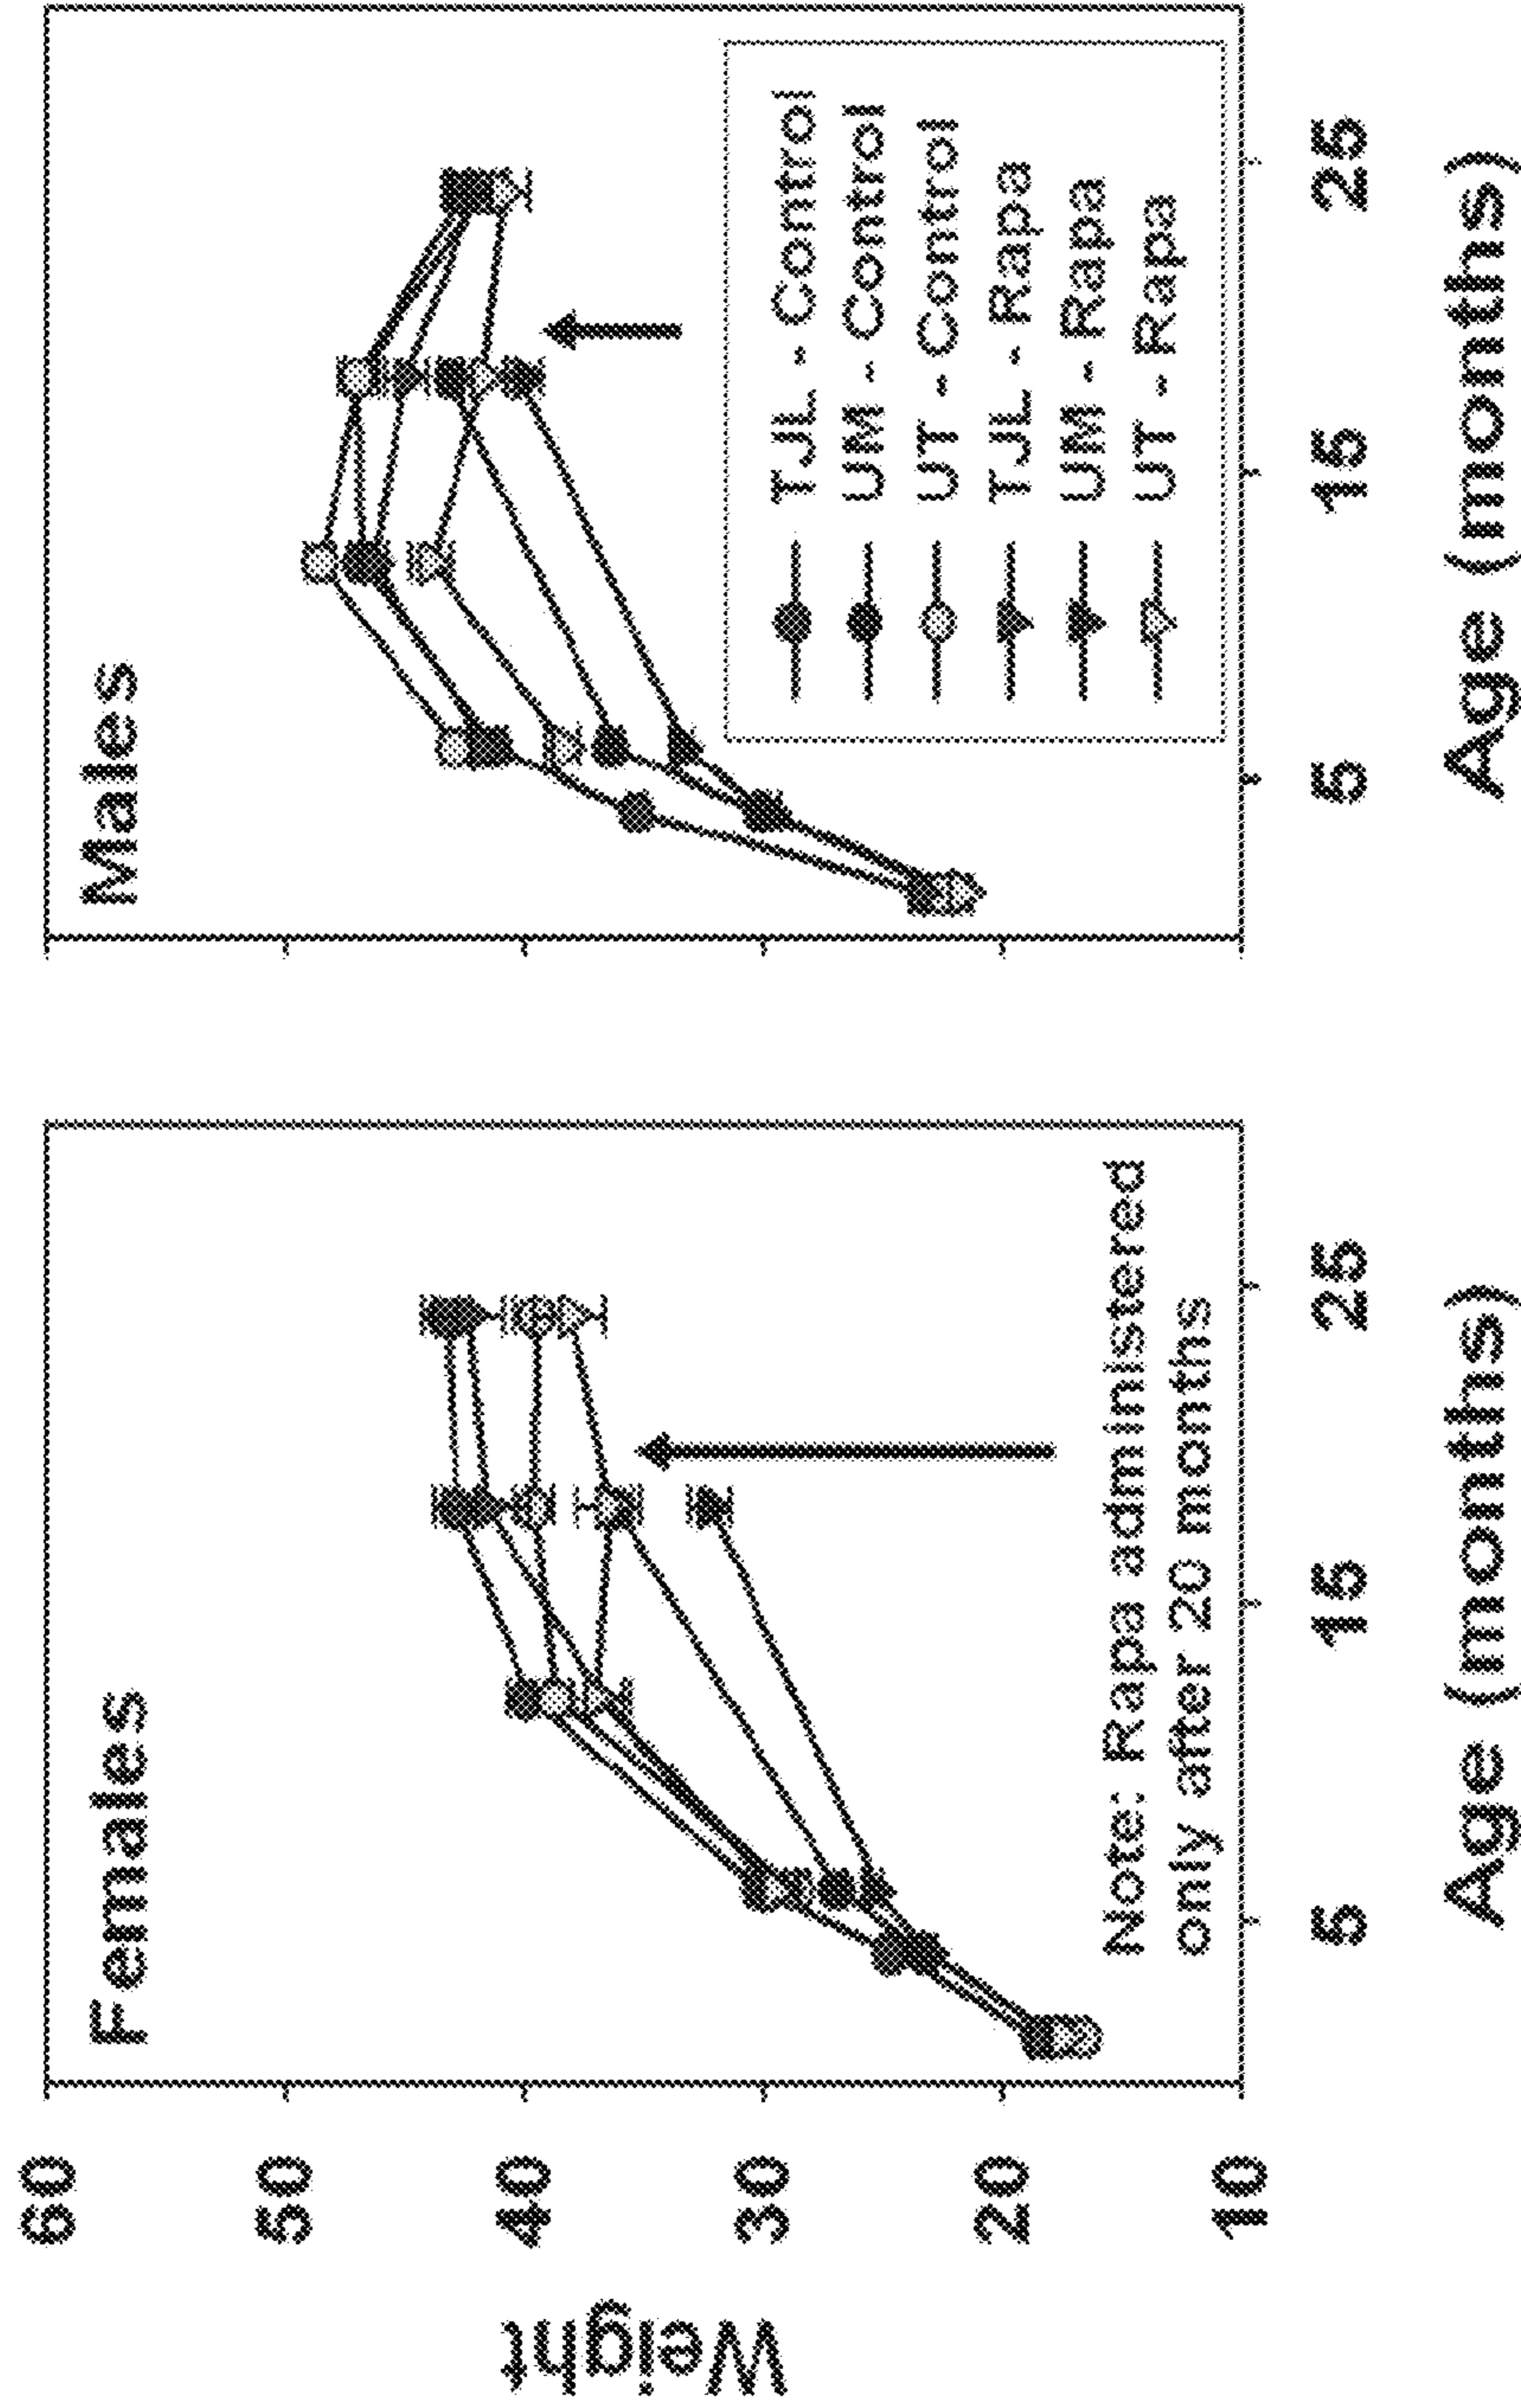 Females
Males
60
50
40
30
20
10
Weight
Note: Rapa administered
only after 20 months
TJL - Control
UM - Control
UT - Control
TJL - Rapa
UM - Rapa
UT - Rapa
5
15
25
5
15
25
Age (months)
Age (months)